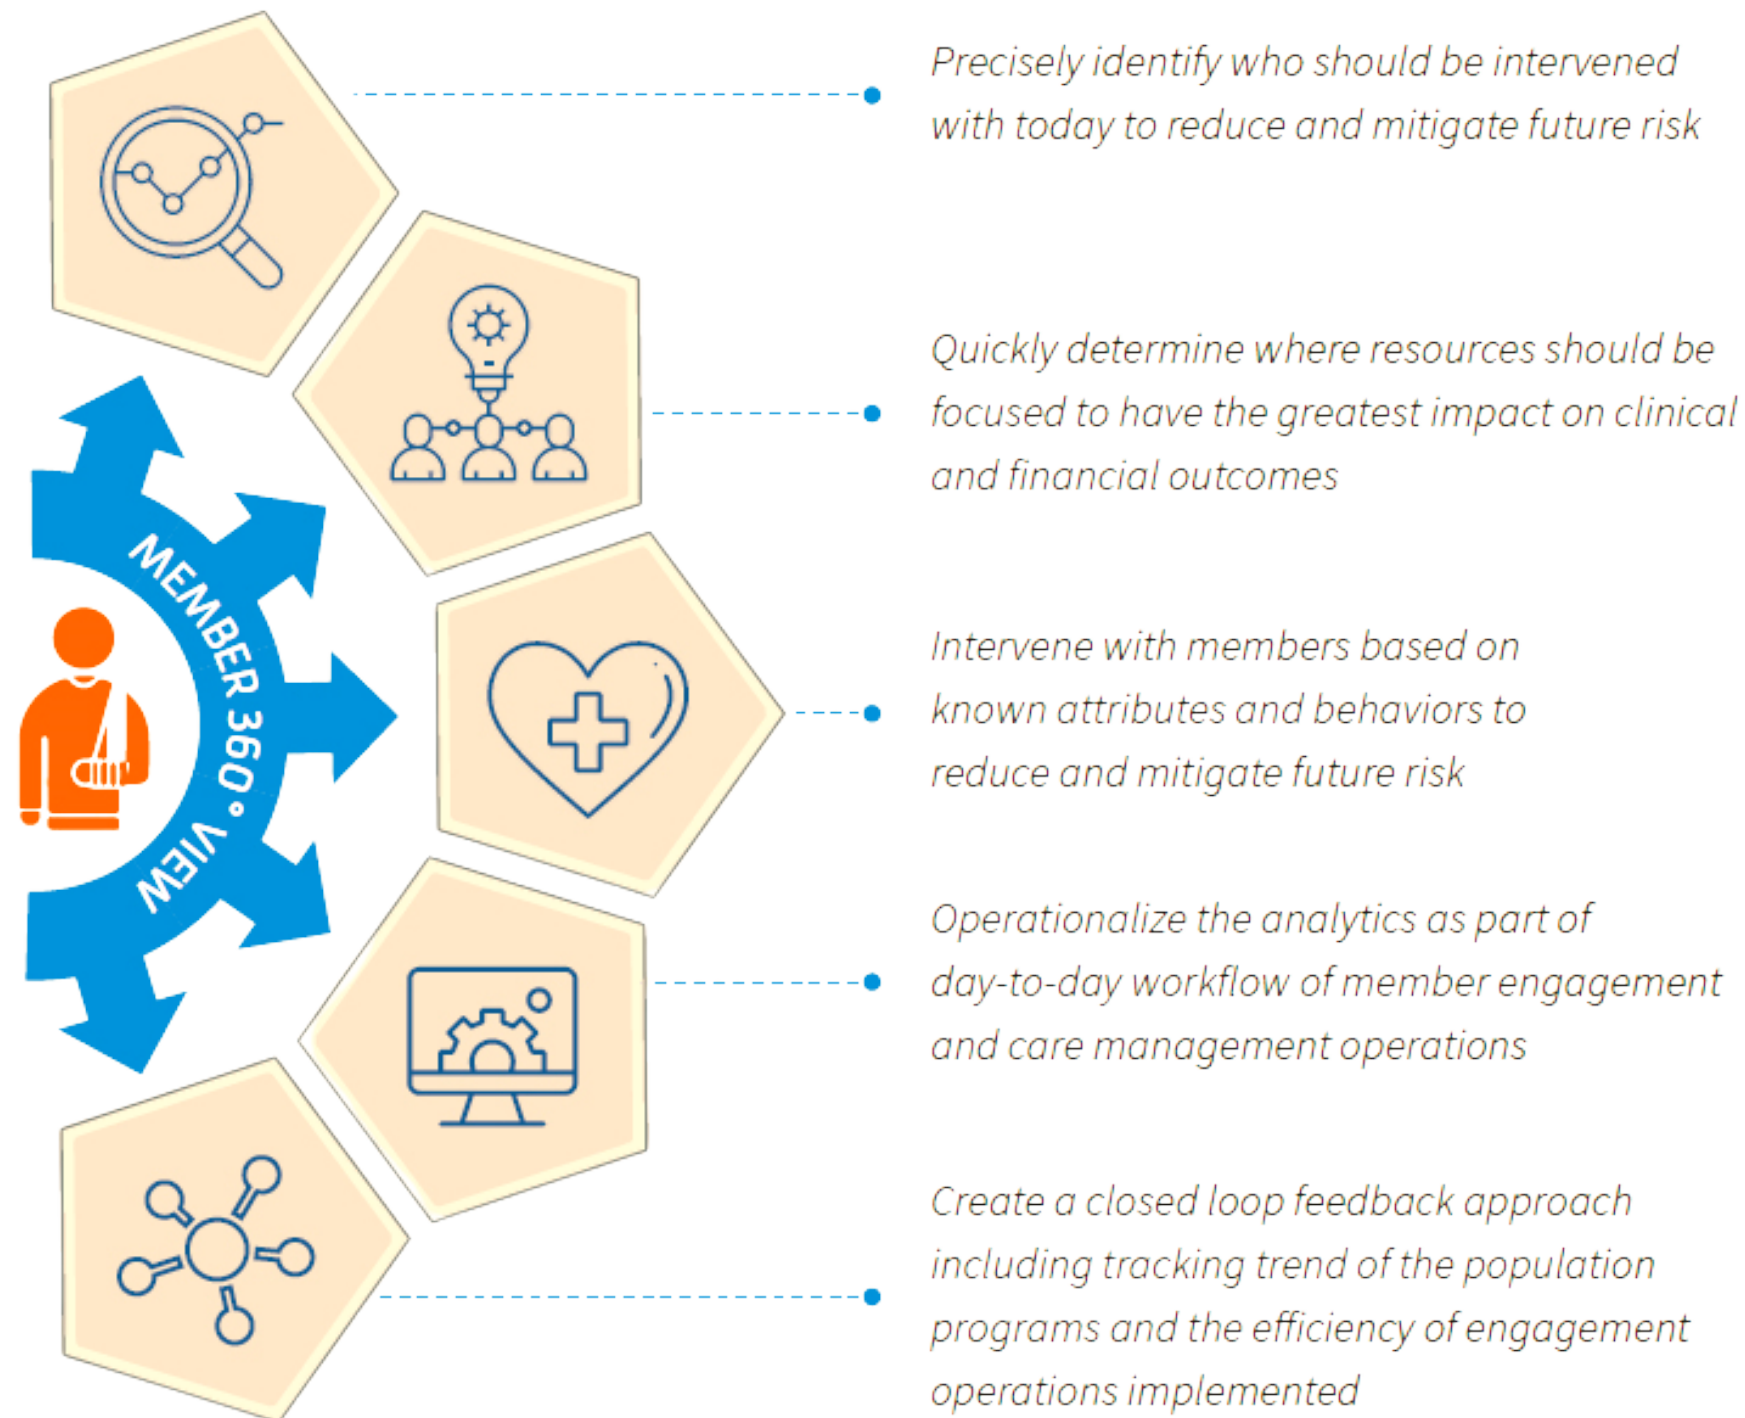 Precisely identify who should be intervened
with today to reduce and mitigate future risk
Quickly determine where resources should be
focused to have the greatest impact on clinical
and financial outcomes
MEMBER 360° VIEW
Intervene with members based on
known attributes and behaviors to
reduce and mitigate future risk
Operationalize the analytics as part of
day-to-day workflow of member engagement
and care management operations
Create a closed loop feedback approach
including tracking trend of the population
programs and the efficiency of engagement
operations implemented